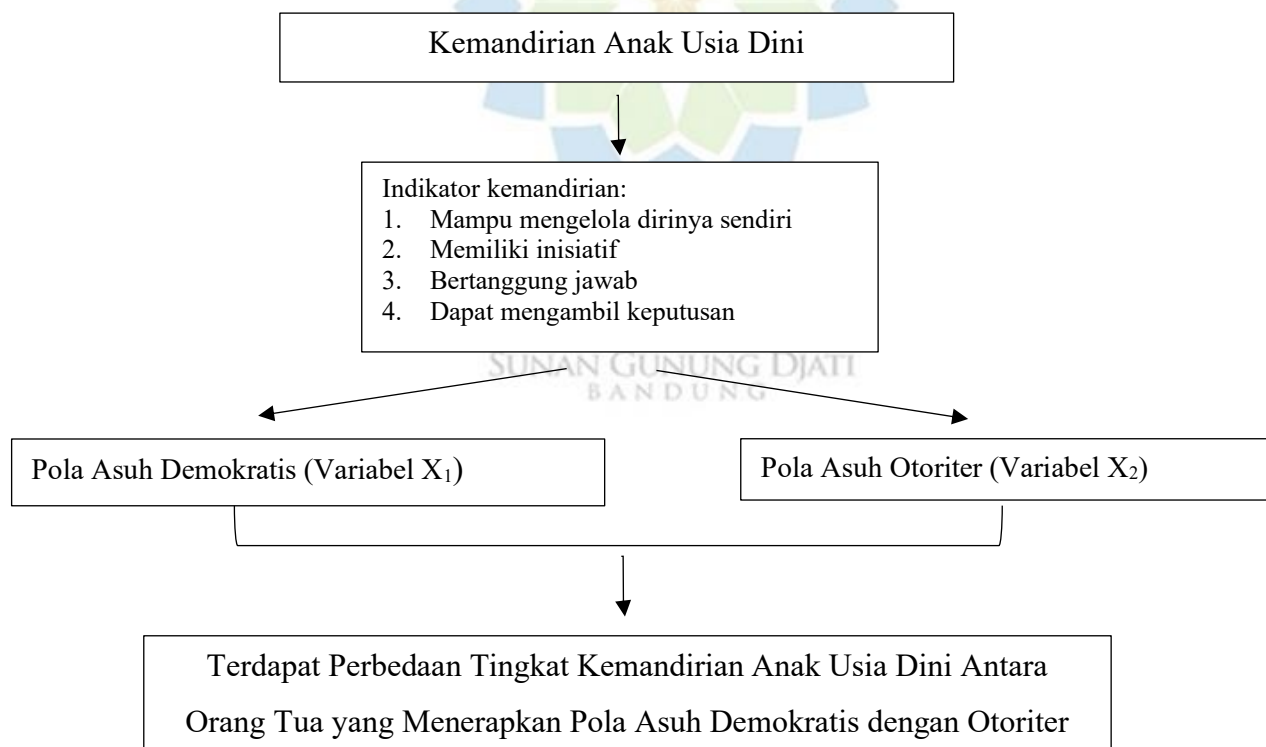 Kemandirian Anak Usia Dini
Indikator kemandirian:
1. Mampu mengelola dirinya sendiri
2. Memiliki inisiatif
3. Bertanggung jawab
4. Dapat mengambil keputusan
SUNAN GUNUNG DJATI
BANDUNG
Pola Asuh Demokratis (Variabel X₁)
Pola Asuh Otoriter (Variabel X₂)
Terdapat Perbedaan Tingkat Kemandirian Anak Usia Dini Antara
Orang Tua yang Menerapkan Pola Asuh Demokratis dengan Otoriter